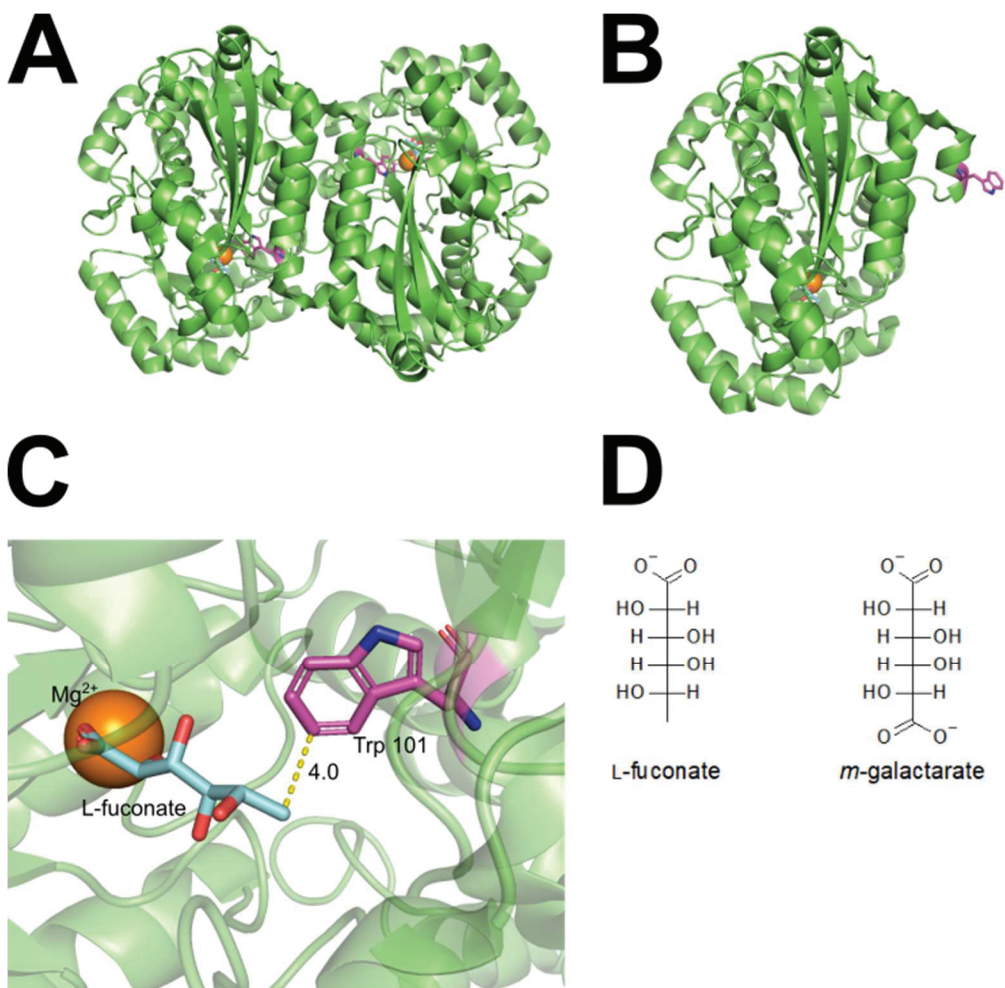 A
B
C
Mg2+
Trp 101
4.0
L-fuconate
D
O− O
HO H
H OH
H OH
HO H
L-fuconate
O− O
HO H
H OH
H OH
HO H
O O−
m-galactarate